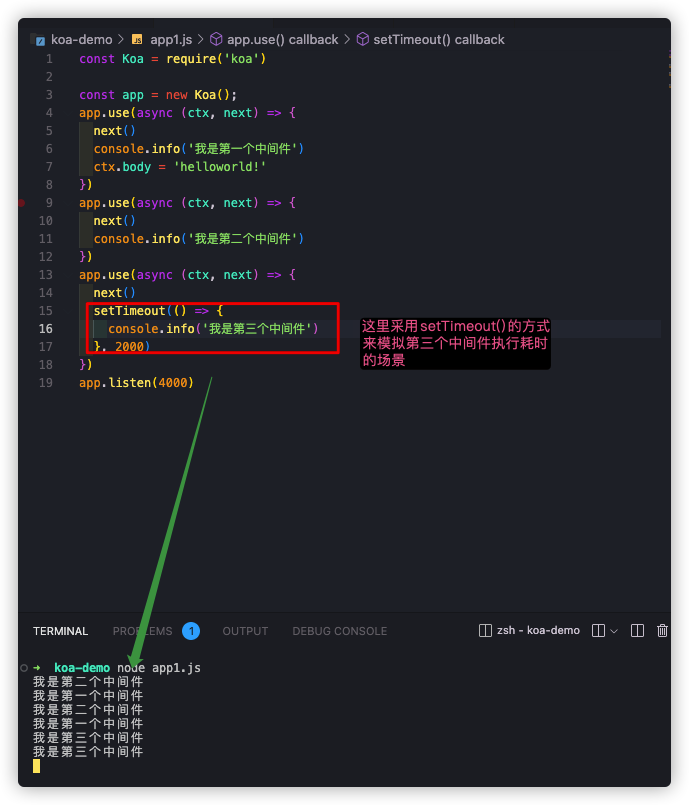 koa-demo > JS app1.js > app.use() callback > setTimeout() callback
1 const Koa = require('koa')
2
3 const app = new Koa();
4 app.use(async (ctx, next) => {
5 next()
6 console.info('我是第一个中间件')
7 ctx.body = 'helloworld!'
8 })
9 app.use(async (ctx, next) => {
10 next()
11 console.info('我是第二个中间件')
12 })
13 app.use(async (ctx, next) => {
14 next()
15 setTimeout(() => {
16 console.info('我是第三个中间件')
17 }, 2000)
18 })
19 app.listen(4000)
这里采用setTimeout()的方式
来模拟第三个中间件执行耗时
的场景
TERMINAL PROBLEMS 1 OUTPUT DEBUG CONSOLE zsh - koa-demo
➜ koa-demo node app1.js
我是第二个中间件
我是第一个中间件
我是第二个中间件
我是第一个中间件
我是第三个中间件
我是第三个中间件